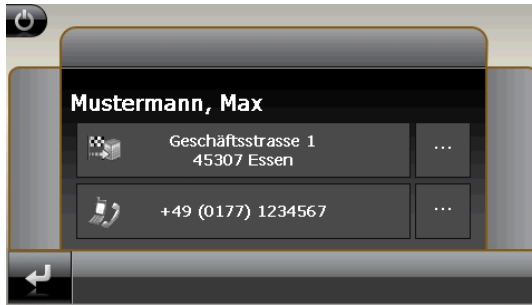 Mustermann, Max
Geschäftsstrasse 1
45307 Essen
...
+49 (0177) 1234567
...